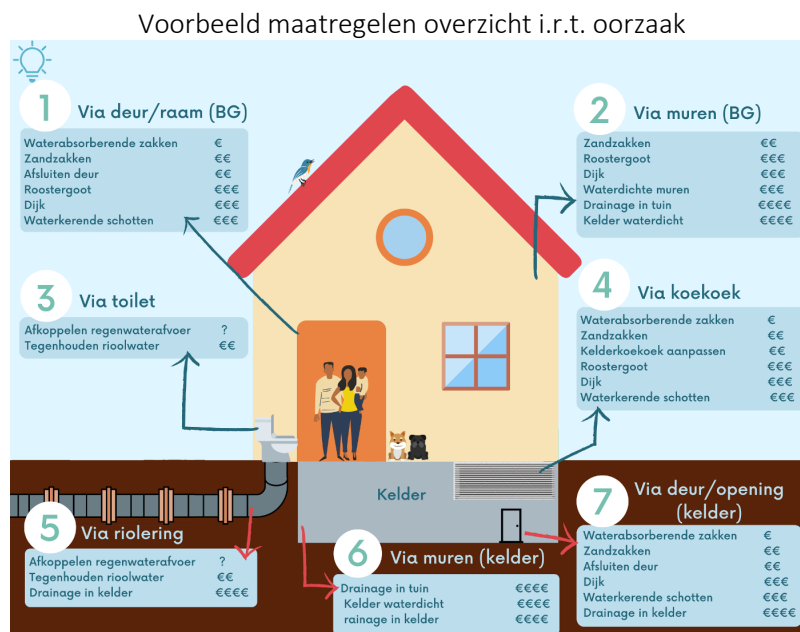 Voorbeeld maatregelen overzicht i.r.t. oorzaak
1 Via deur/raam (BG)
Waterabsorberende zakken €
Zandzakken €€
Afsluiten deur €€
Roostergoot €€€
Dijk €€€
Waterkerende schotten €€€
2 Via muren (BG)
Zandzakken €€
Roostergoot €€€
Dijk €€€
Waterdichte muren €€€
Drainage in tuin €€€€
Kelder waterdicht €€€€
3 Via toilet
Afkoppelen regenwaterafvoer ?
Tegenhouden rioolwater €€
4 Via koekoek
Waterabsorberende zakken €
Zandzakken €€
Kelderkoekoek aanpassen €€
Roostergoot €€€
Dijk €€€
Waterkerende schotten €€€
Kelder
5 Via riolering
Afkoppelen regenwaterafvoer ?
Tegenhouden rioolwater €€
Drainage in kelder €€€€
6 Via muren (kelder)
Drainage in tuin €€€€
Kelder waterdicht €€€€
rainage in kelder €€€€
7 Via deur/opening
(kelder)
Waterabsorberende zakken €
Zandzakken €€
Afsluiten deur €€
Dijk €€€
Waterkerende schotten €€€
Drainage in kelder €€€€